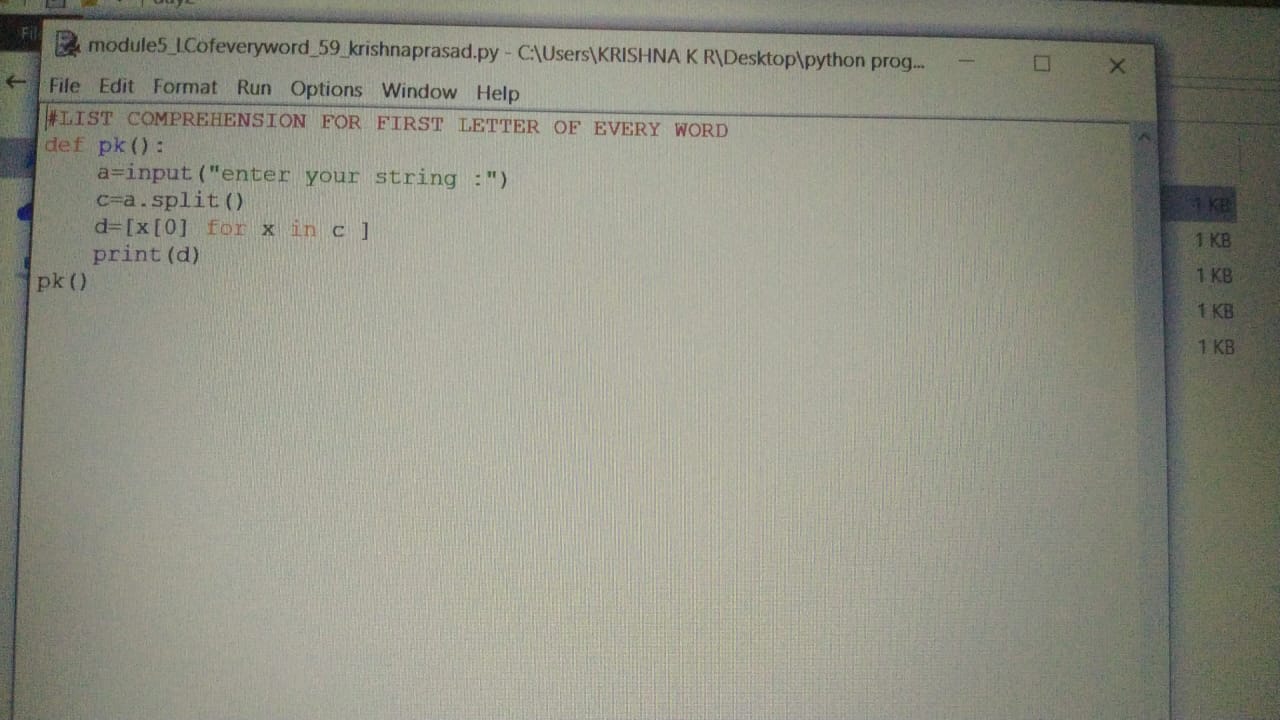 module5_LCofeveryword_59_krishnaprasad.py - C:\Users\KRISHNA K R\Desktop\python prog...
File Edit Format Run Options Window Help
#LIST COMPREHENSION FOR FIRST LETTER OF EVERY WORD
def pk():
    a=input("enter your string :")
    c=a.split()
    d=[x[0] for x in c ]
    print(d)
pk()
1 KB
1 KB
1 KB
1 KB
1 KB